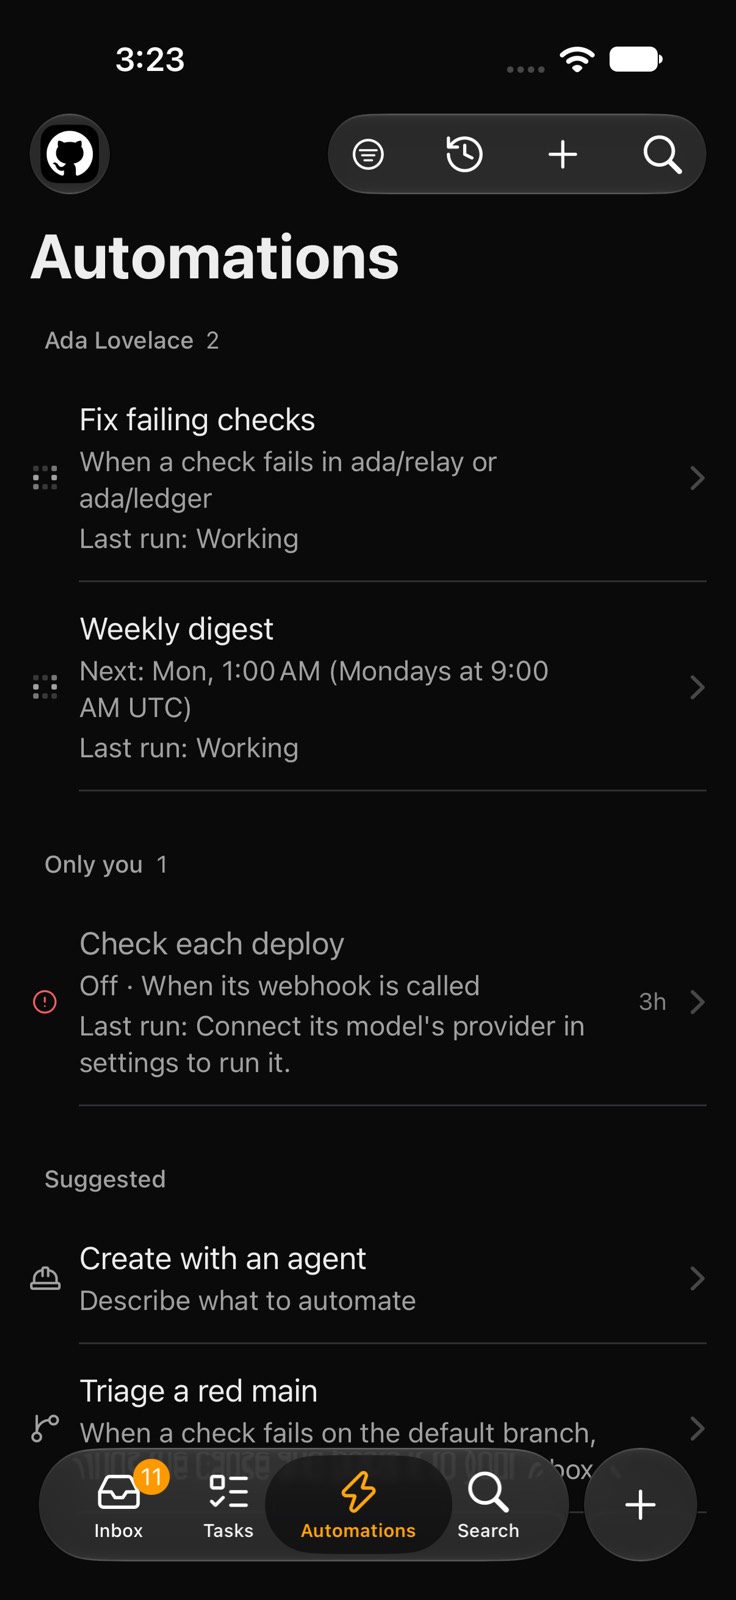 3:23
Automations
Ada Lovelace 2
Fix failing checks
When a check fails in ada/relay or
ada/ledger
Last run: Working
Weekly digest
Next: Mon, 1:00 AM (Mondays at 9:00
AM UTC)
Last run: Working
Only you 1
Check each deploy
Off · When its webhook is called
3h
Last run: Connect its model's provider in
settings to run it.
Suggested
Create with an agent
Describe what to automate
Triage a red main
When a check fails on the default branch,
11
Inbox
Tasks
Automations
Search